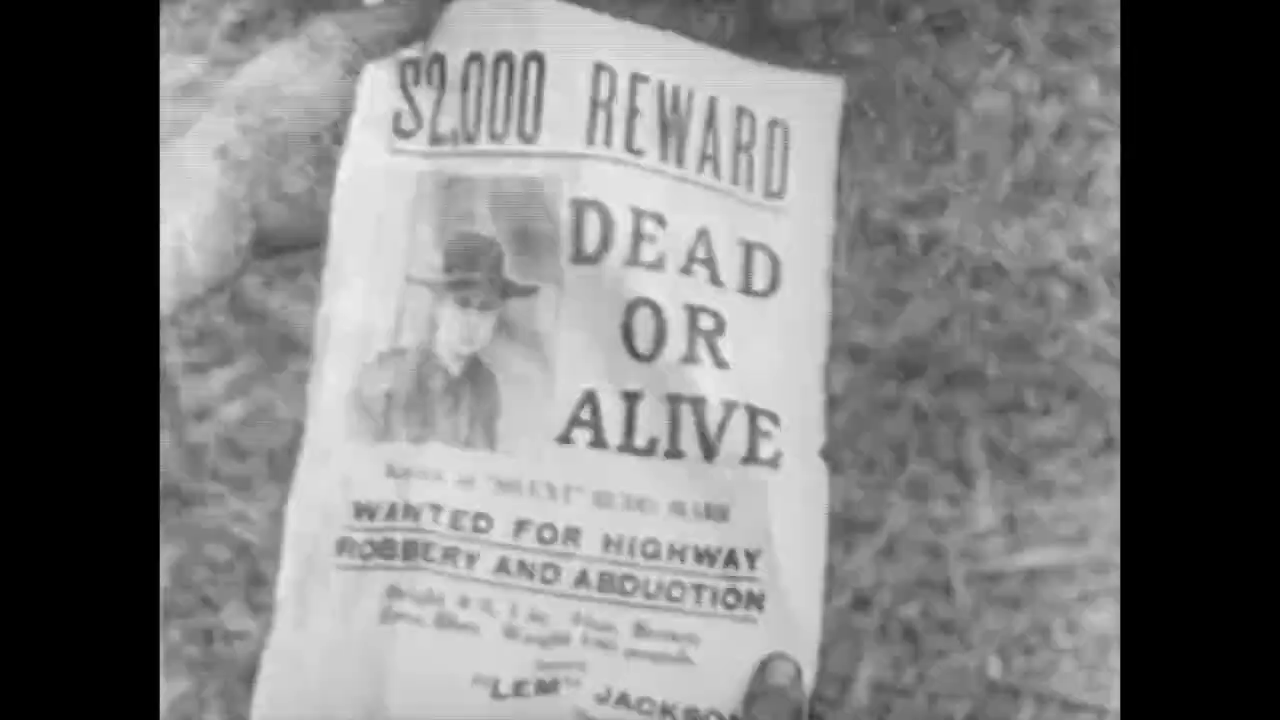 $2,000 REWARD
DEAD
OR
ALIVE
WANTED FOR HIGHWAY
ROBBERY AND ABDUCTION
"LEM" JACKSON